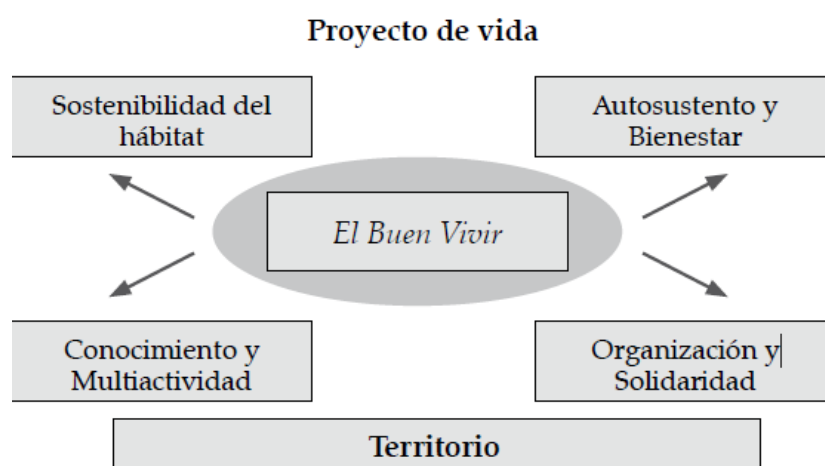 Proyecto de vida
Sostenibilidad del
hábitat
Autosustento y
Bienestar
El Buen Vivir
Conocimiento y
Multiactividad
Organización y
Solidaridad
Territorio